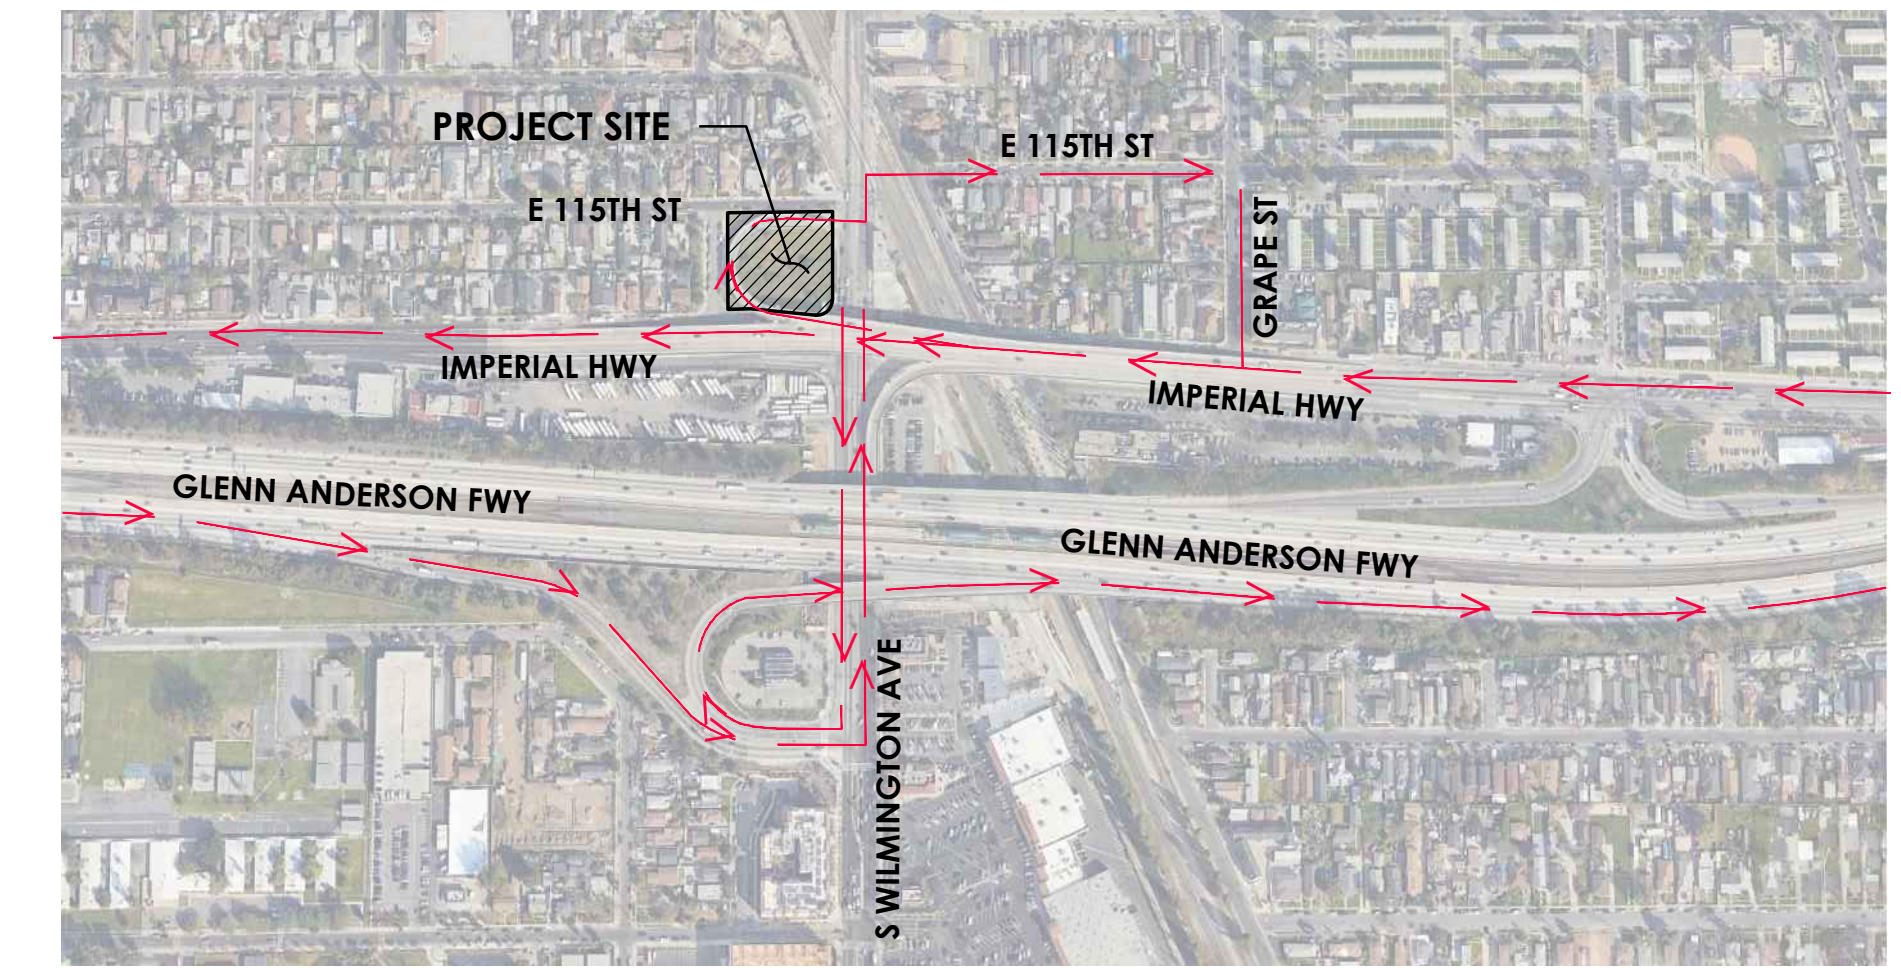 PROJECT SITE
E 115TH ST
E 115TH ST
GRAPE ST
IMPERIAL HWY
IMPERIAL HWY
GLENN ANDERSON FWY
GLENN ANDERSON FWY
S WILMINGTON AVE